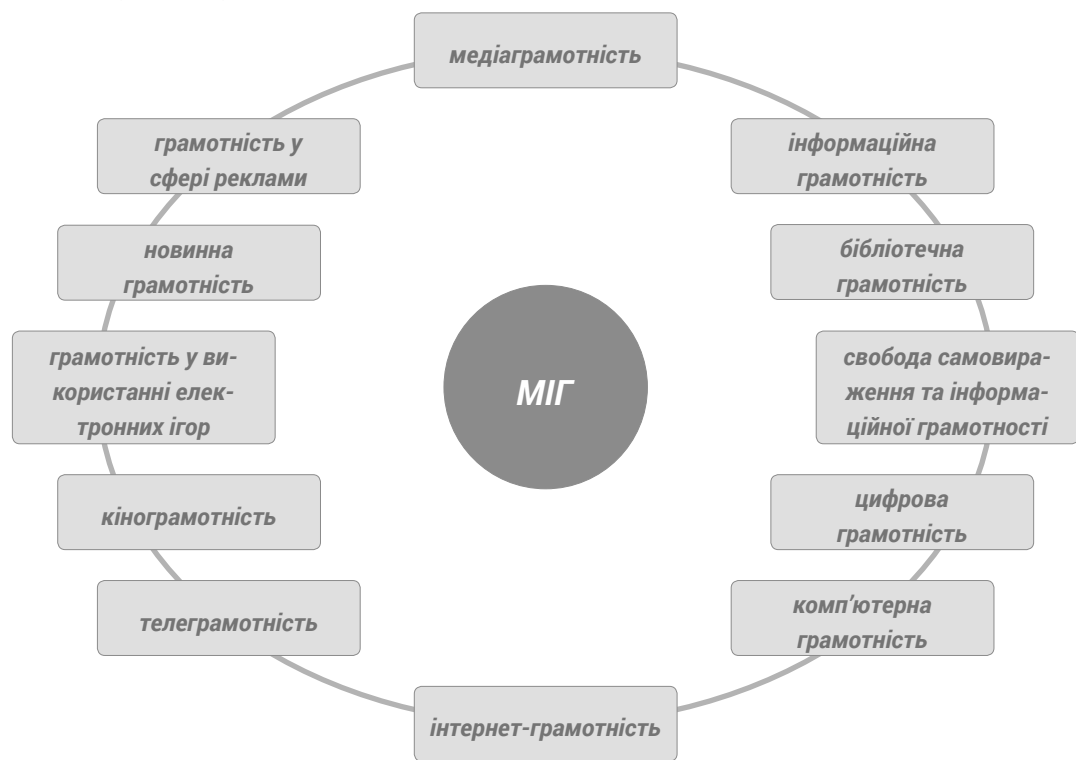 медіаграмотність
інформаційна
грамотність
бібліотечна
грамотність
свобода самовира-
ження та інформа-
ційної грамотності
цифрова
грамотність
комп’ютерна
грамотність
інтернет-грамотність
телеграмотність
кінограмотність
грамотність у ви-
користанні елек-
тронних ігор
новинна
грамотність
грамотність у
сфері реклами
МІГ